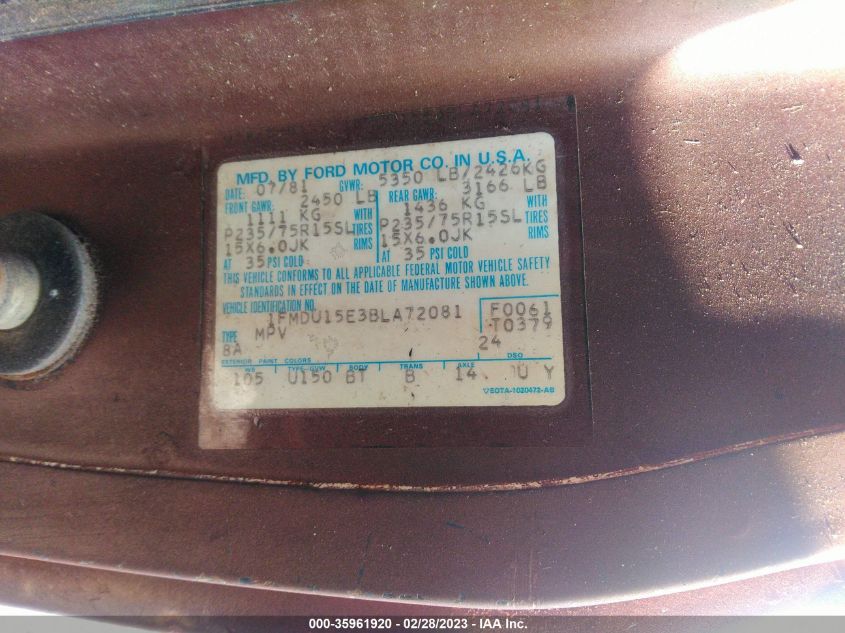 MFD. BY FORD MOTOR CO. IN U.S.A.
DATE: 07/81 GVWR: 5350 LB/2426KG
FRONT GAWR: 2450 LB REAR GAWR: 3166 LB
1111 KG WITH 1436 KG WITH
P235/75R15SL TIRES P235/75R15SL TIRES
15X6.0JK RIMS 15X6.0JK RIMS
AT 35 PSI COLD AT 35 PSI COLD
THIS VEHICLE CONFORMS TO ALL APPLICABLE FEDERAL MOTOR VEHICLE SAFETY
STANDARDS IN EFFECT ON THE DATE OF MANUFACTURE SHOWN ABOVE.
VEHICLE IDENTIFICATION NO.
1FMDU15E3BLA72081 F0061
TYPE MPV T0379
8A 24
EXTERIOR PAINT COLORS DSO
WB TYPE-GVW BODY TRANS AXLE
105 U150 BT B 14 U Y
000-35961920 - 02/28/2023 - IAA Inc.